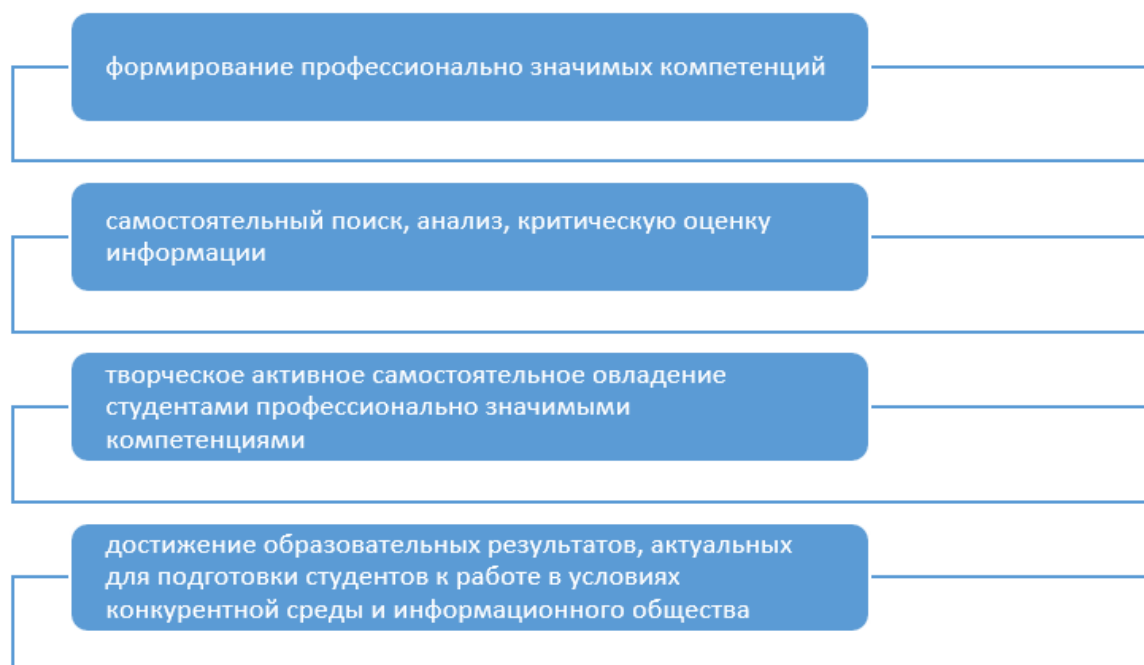 формирование профессионально значимых компетенций
самостоятельный поиск, анализ, критическую оценку
информации
творческое активное самостоятельное овладение
студентами профессионально значимыми
компетенциями
достижение образовательных результатов, актуальных
для подготовки студентов к работе в условиях
конкурентной среды и информационного общества